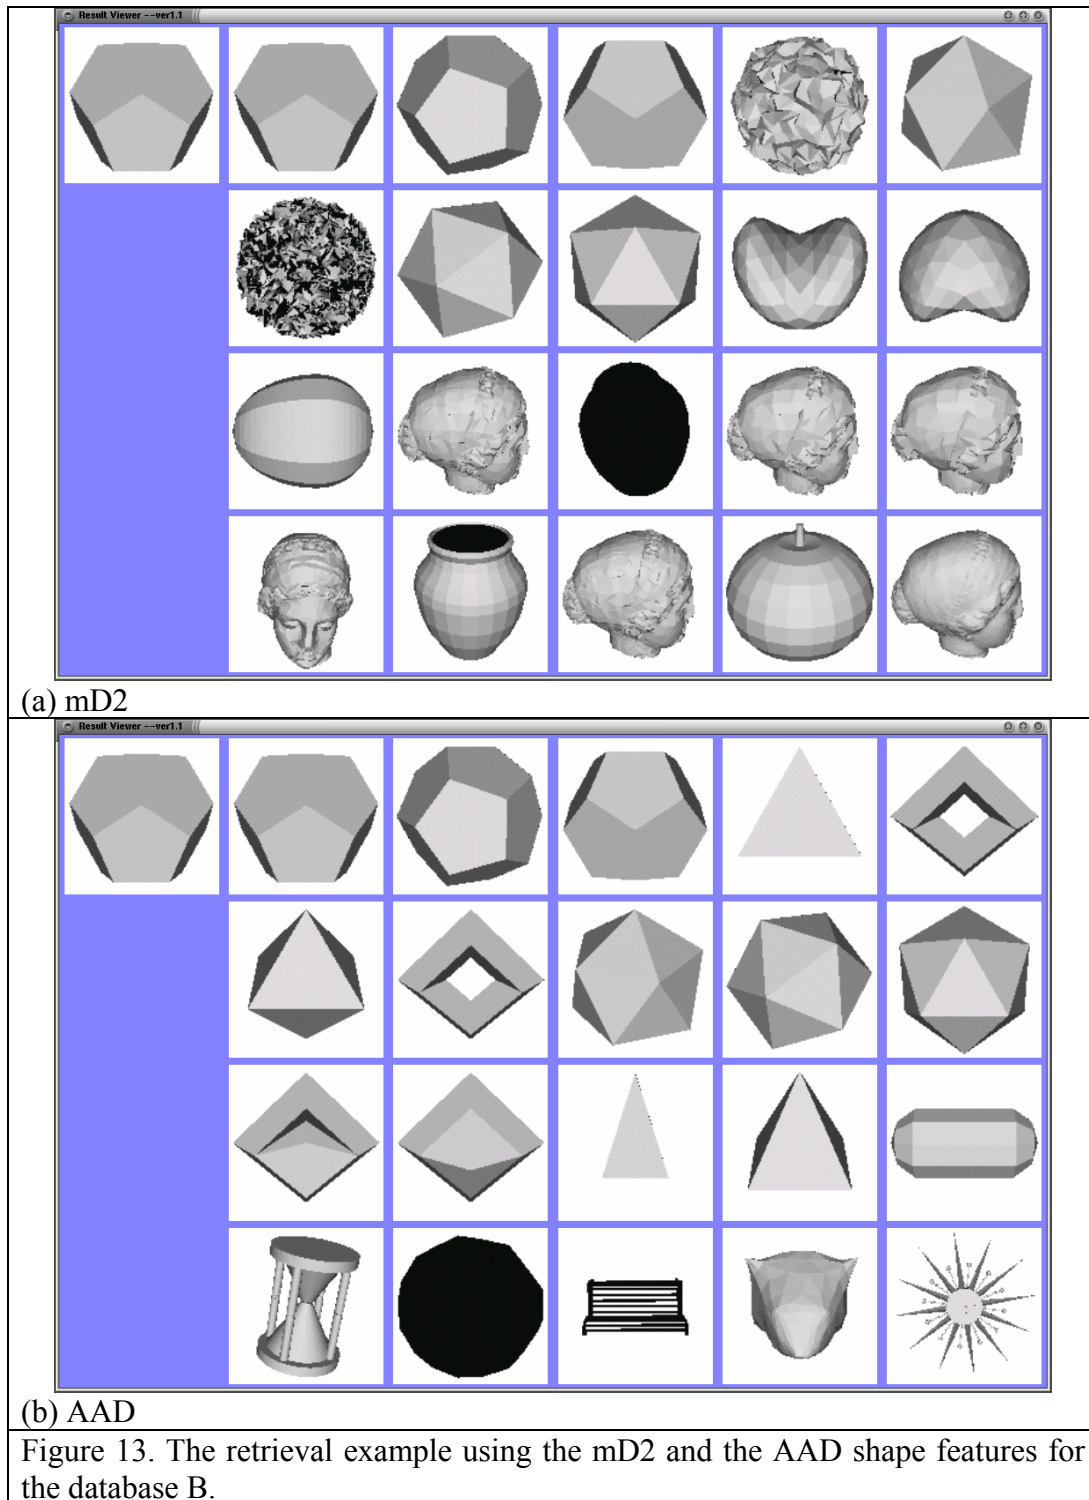 Result Viewer --ver1.1
(a) mD2
Result Viewer --ver1.1
(b) AAD
Figure 13. The retrieval example using the mD2 and the AAD shape features for
the database B.